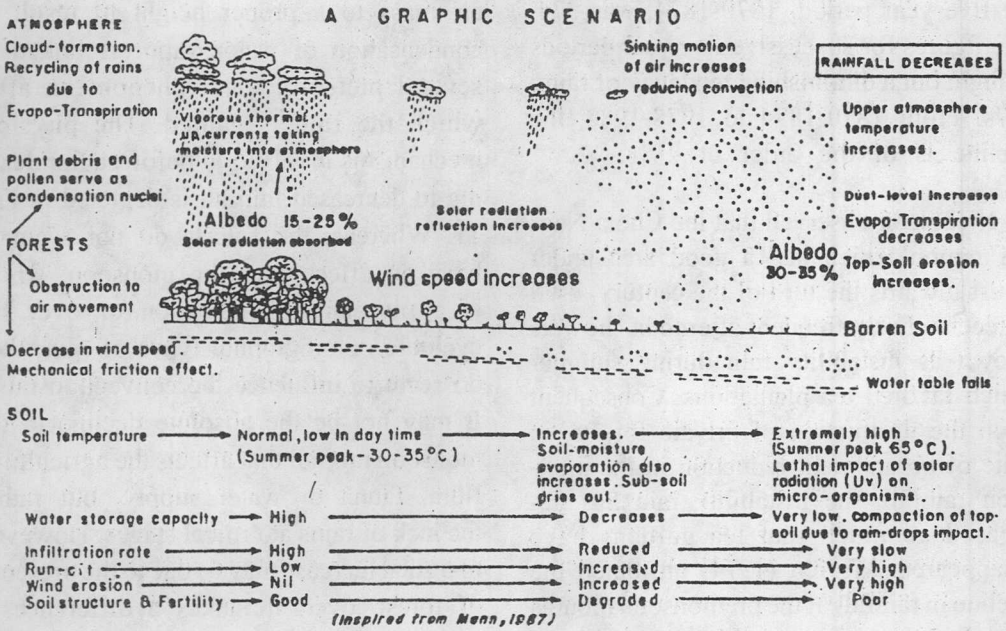 A GRAPHIC SCENARIO
ATMOSPHERE
Cloud-formation.
Recycling of rains
due to
Evapo-Transpiration
Plant debris and
pollen serve as
condensation nuclei.
Vigorous thermal
up-currents taking
moisture into atmosphere
Albedo 15-25%
Solar radiation absorbed
Solar radiation
reflection increases
Sinking motion
of air increases
reducing convection
RAINFALL DECREASES
Upper atmosphere
temperature
increases
Dust-level increases
Evapo-Transpiration
decreases
Albedo
30-35%
Top-Soil erosion
increases.
FORESTS
Obstruction to
air movement
Wind speed increases
Barren Soil
Decrease in wind speed
Mechanical friction effect.
Water table falls
SOIL
Soil temperature
Normal, low in day time
(Summer peak-30-35°C)
Increases.
Soil-moisture
evaporation also
increases. Sub-soil
dries out.
Extremely high
(Summer peak 65°C).
Lethal impact of solar
radiation (Uv) on
micro-organisms.
Water storage capacity
High
Decreases
Very low. compaction of top-
soil due to rain-drops impact.
Infiltration rate High Reduced Very slow
Run-off Low Increased Very high
Wind erosion Nil Increased Very high
Soil structure & Fertility Good Degraded Poor
(Inspired from Mann, 1987)